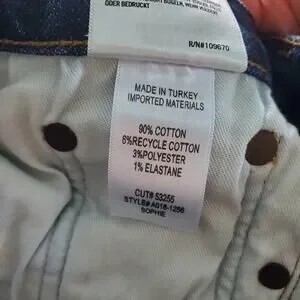 ODER BEDRUCKT
R/N#109670
MADE IN TURKEY
IMPORTED MATERIALS
90% COTTON
6%RECYCLE COTTON
3%POLYESTER
1% ELASTANE
CUT# 53255
STYLE# A018-1256
SOPHIE